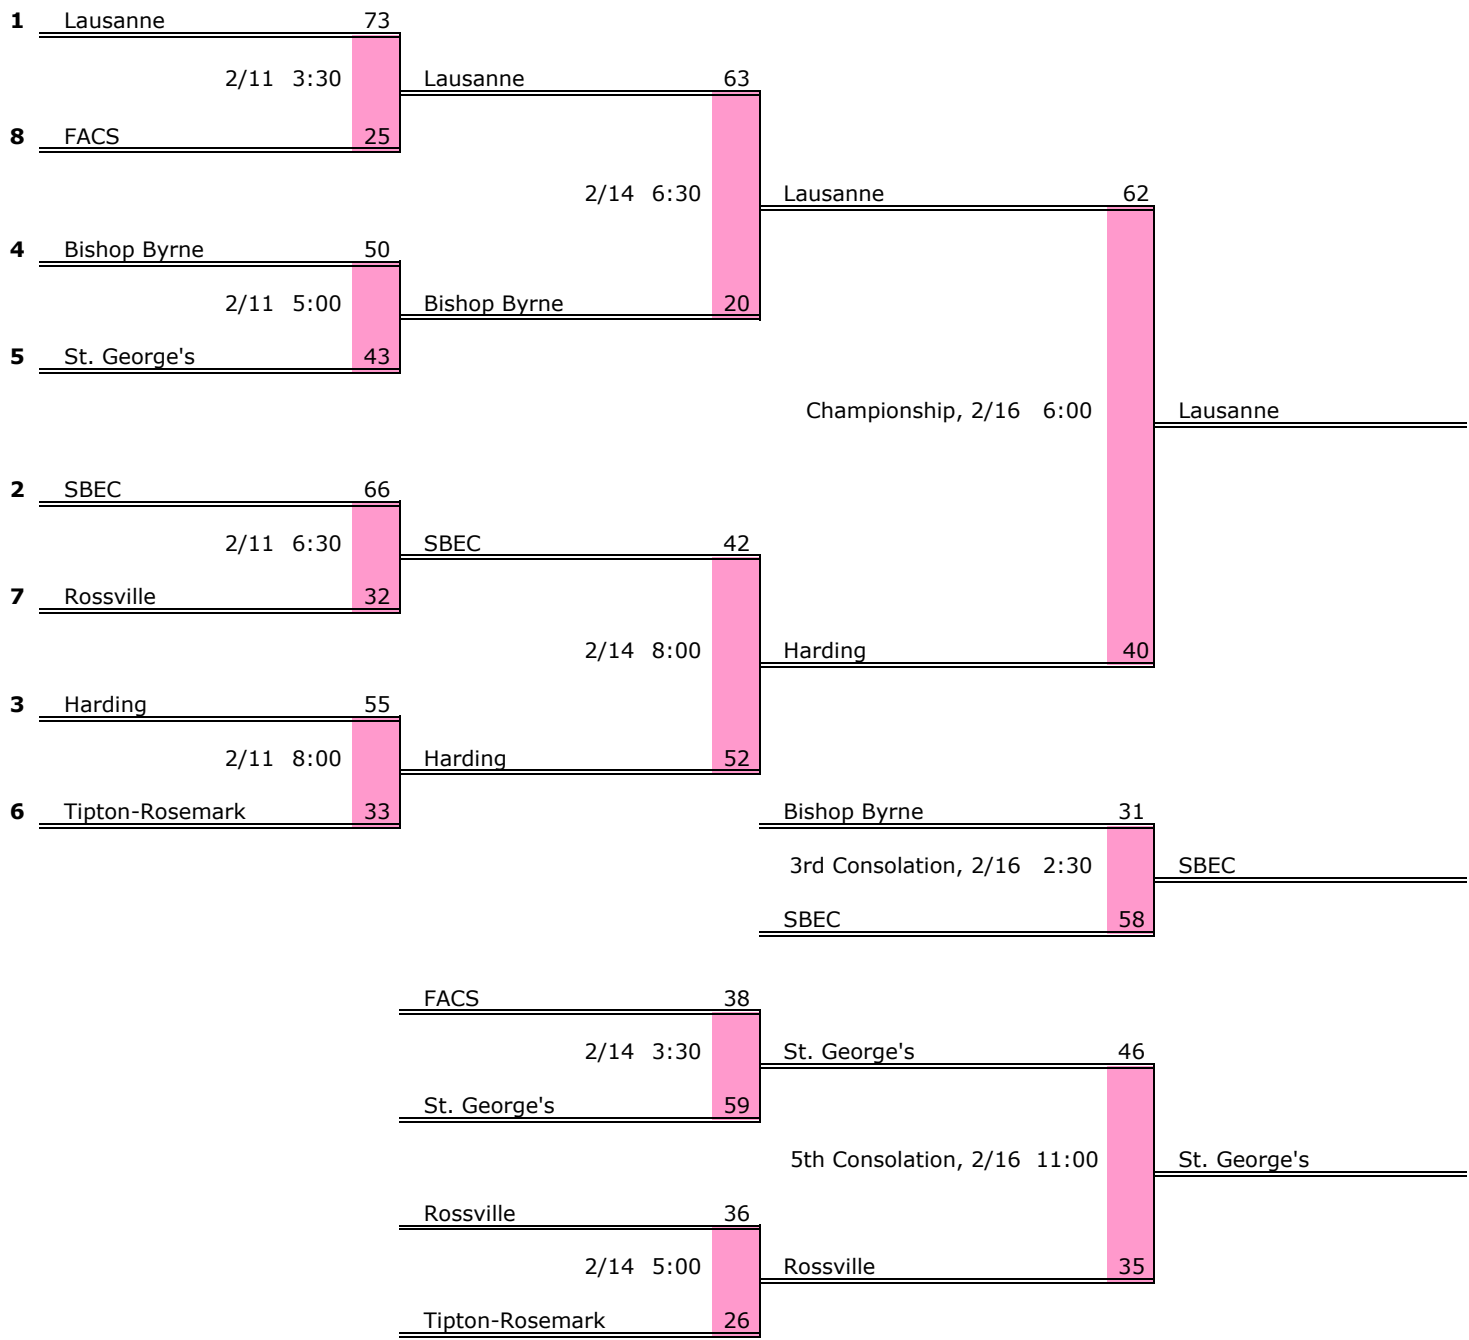 1 Lausanne 73
2/11 3:30 Lausanne 63
8 FACS 25
2/14 6:30 Lausanne 62
4 Bishop Byrne 50
2/11 5:00 Bishop Byrne 20
5 St. George's 43
Championship, 2/16 6:00 Lausanne
2 SBEC 66
2/11 6:30 SBEC 42
7 Rossville 32
2/14 8:00 Harding 40
3 Harding 55
2/11 8:00 Harding 52
6 Tipton-Rosemark 33 Bishop Byrne 31
3rd Consolation, 2/16 2:30 SBEC
SBEC 58
FACS 38
2/14 3:30 St. George's 46
St. George's 59
5th Consolation, 2/16 11:00 St. George's
Rossville 36
2/14 5:00 Rossville 35
Tipton-Rosemark 26